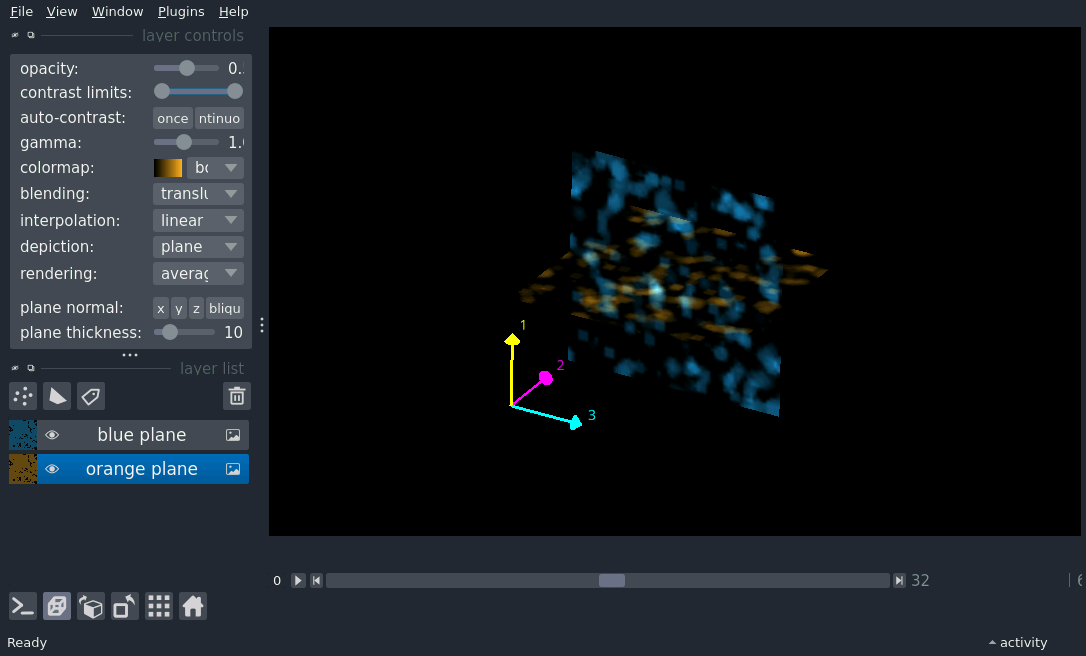 File View Window Plugins Help
layer controls
opacity: 0.
contrast limits:
auto-contrast: once ntinuo
gamma: 1.
colormap: bo
blending: translu
interpolation: linear
depiction: plane
rendering: averag
plane normal: x y z bliqu
plane thickness: 10
layer list
blue plane
orange plane
1
2
3
0 32
Ready
activity